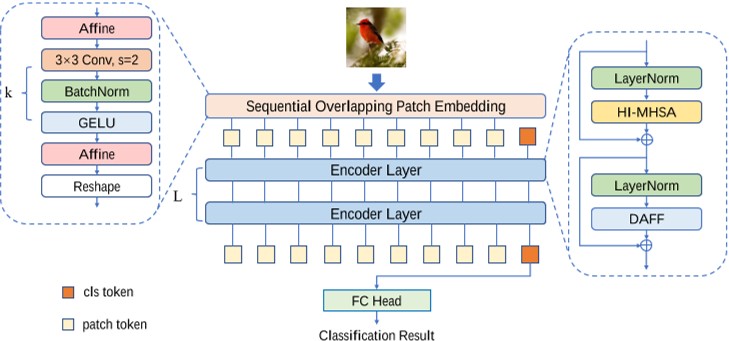 Affine
3×3 Conv, s=2
k
BatchNorm
GELU
Affine
Reshape
Sequential Overlapping Patch Embedding
Encoder Layer
L
Encoder Layer
LayerNorm
HI-MHSA
LayerNorm
DAFF
cls token
patch token
FC Head
Classification Result